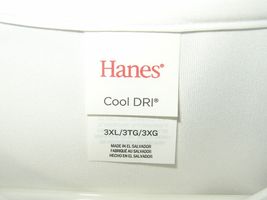 Hanes®
Cool DRI®
3XL/3TG/3XG
MADE IN EL SALVADOR
FABRIQUÉ AU SALVADOR
HECHO EN EL SALVADOR